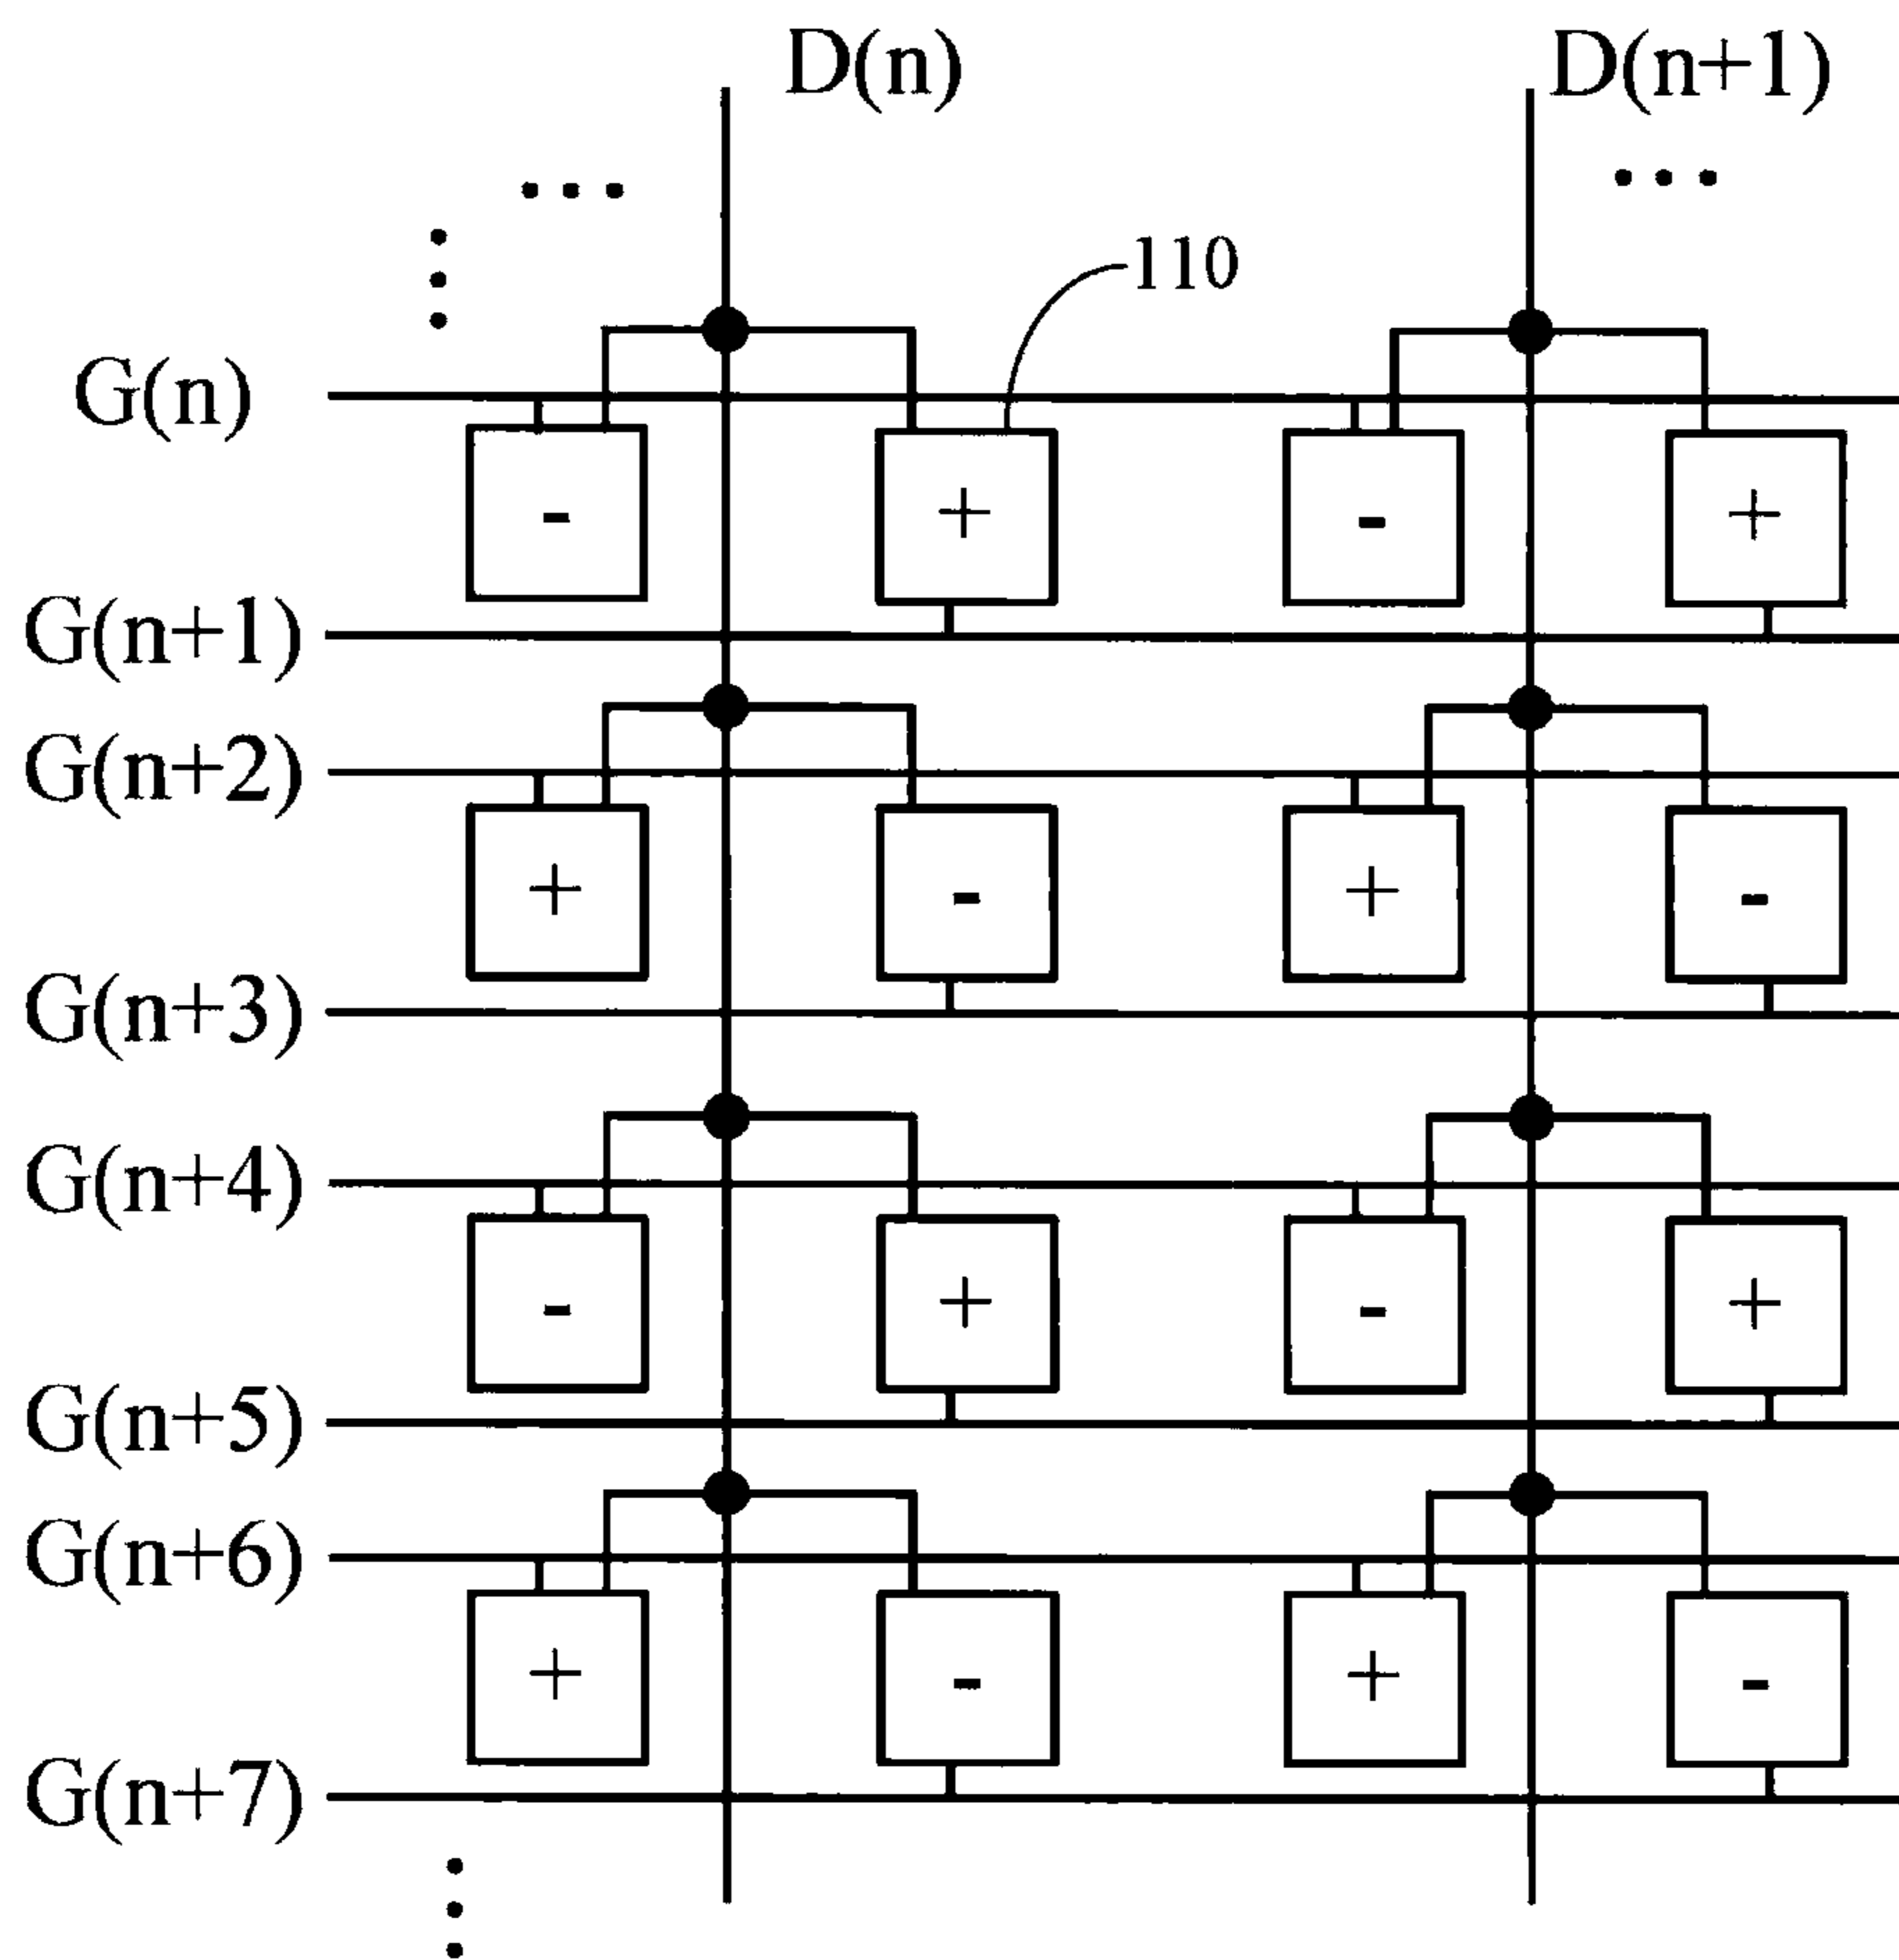 D(n) D(n+1)
... ...
110
G(n)
- + - +
G(n+1)
G(n+2)
+ - + -
G(n+3)
G(n+4)
- + - +
G(n+5)
G(n+6)
+ - + -
G(n+7)